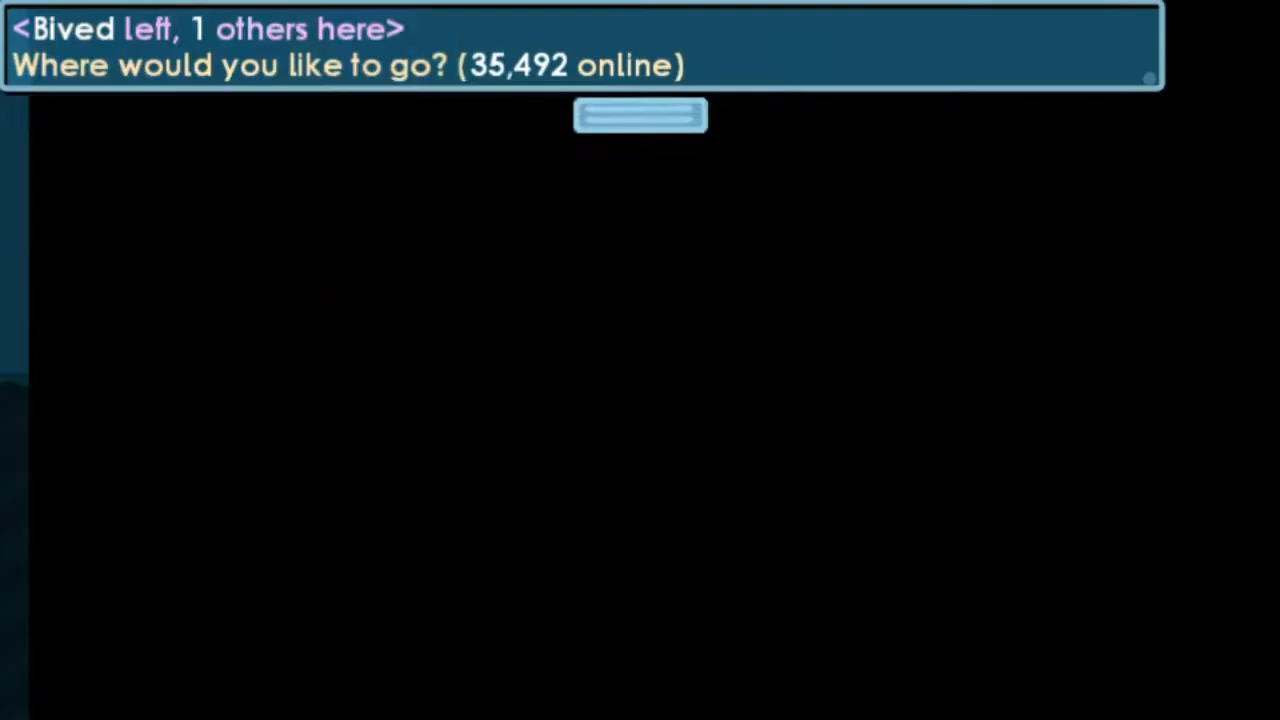 <Bived left, 1 others here>
Where would you like to go? (35,492 online)